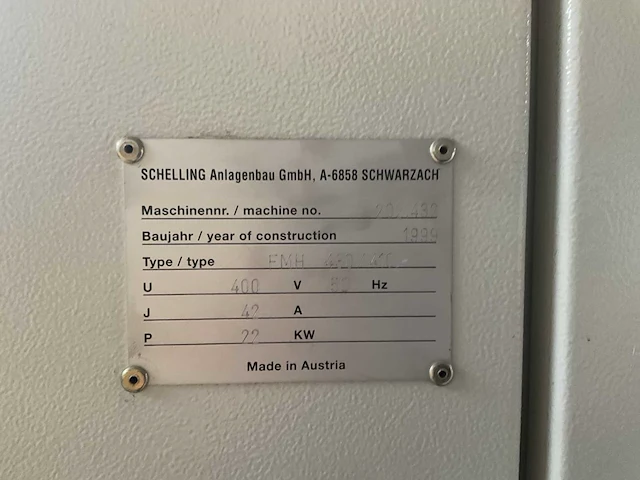 SCHELLING Anlagenbau GmbH, A-6858 SCHWARZACH
Maschinennr. / machine no.
Baujahr / year of construction 1999
Type / type FMH
U 400 V Hz
J 42 A
P 22 KW
Made in Austria